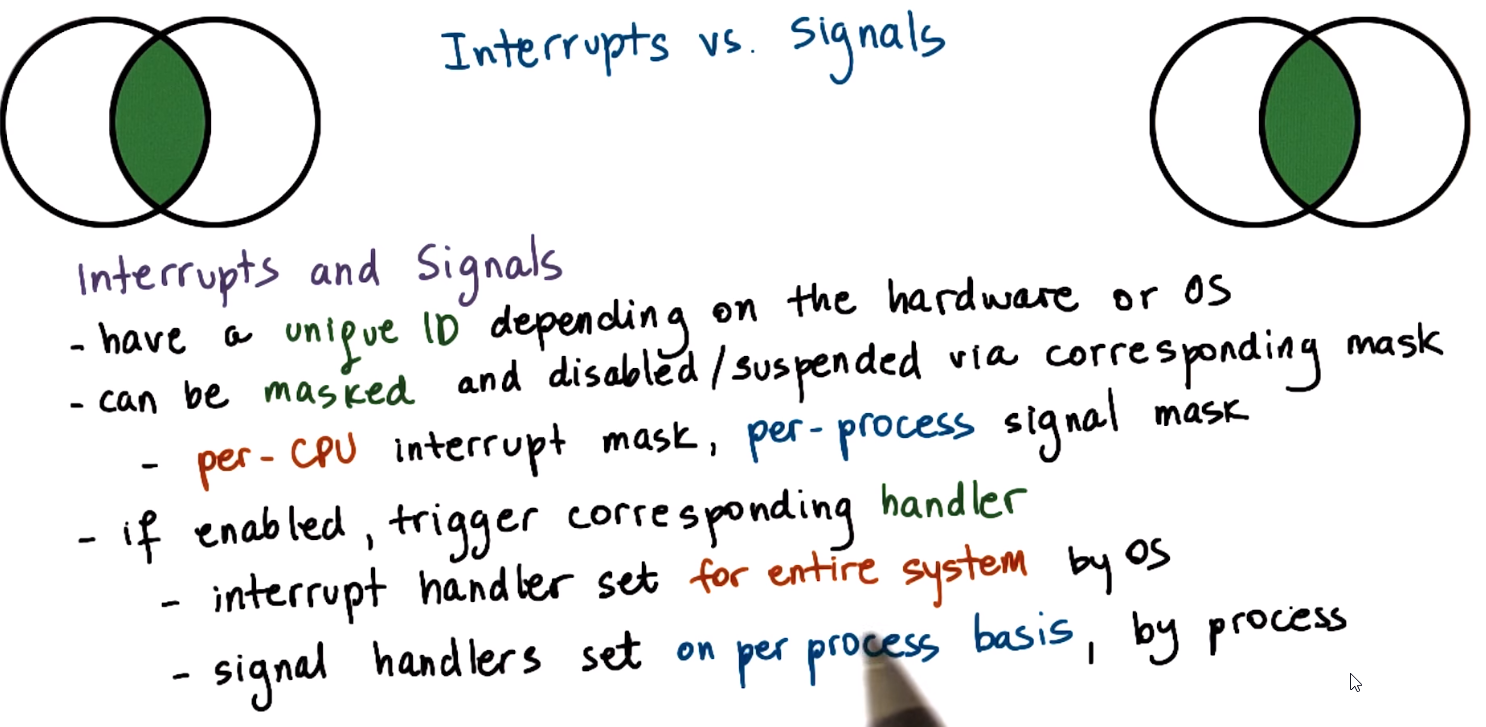 Interrupts vs. Signals
Interrupts and Signals
- have a unique ID depending on the hardware or OS
- can be masked and disabled/suspended via corresponding mask
- per-CPU interrupt mask, per-process signal mask
- if enabled, trigger corresponding handler
- interrupt handler set for entire system by OS
- signal handlers set on per process basis, by process